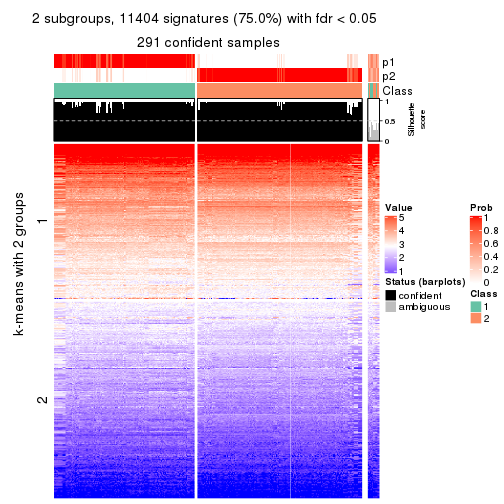 2 subgroups, 11404 signatures (75.0%) with fdr < 0.05
291 confident samples
p1
p2
Class
1
0.5
0
Silhouette
score
k-means with 2 groups
1
2
Value
5
4
3
2
1
Status (barplots)
confident
ambiguous
Prob
1
0.8
0.6
0.4
0.2
0
Class
1
2